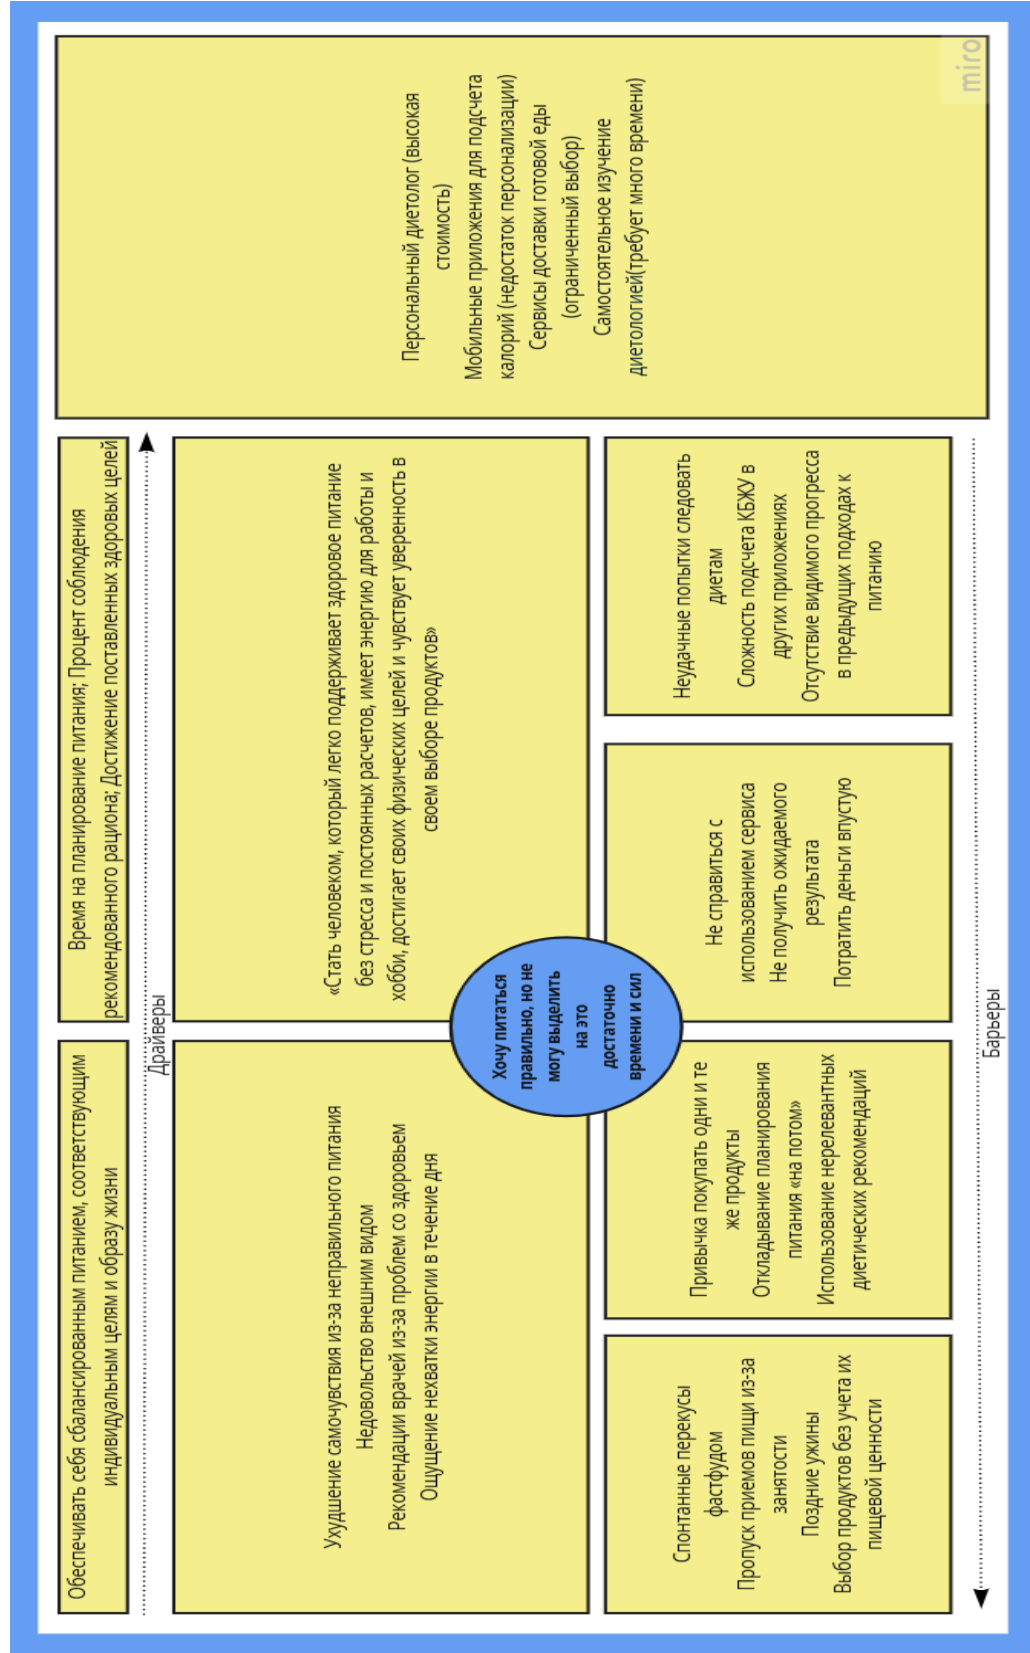 Обеспечивать себя сбалансированным питанием, соответствующим
индивидуальным целям и образу жизни
Время на планирование питания; Процент соблюдения
рекомендованного рациона; Достижение поставленных здоровых целей
Драйверы
Ухудшение самочувствия из-за неправильного питания
Недовольство внешним видом
Рекомендации врачей из-за проблем со здоровьем
Ощущение нехватки энергии в течение дня
«Стать человеком, который легко поддерживает здоровое питание
без стресса и постоянных расчетов, имеет энергию для работы и
хобби, достигает своих физических целей и чувствует уверенность в
своем выборе продуктов»
Хочу питаться
правильно, но не
могу выделить
на это
достаточно
времени и сил
Спонтанные перекусы
фастфудом
Пропуск приемов пищи из-за
занятости
Поздние ужины
Выбор продуктов без учета их
пищевой ценности
Привычка покупать одни и те
же продукты
Откладывание планирования
питания «на потом»
Использование нерелевантных
диетических рекомендаций
Не справиться с
использованием сервиса
Не получить ожидаемого
результата
Потратить деньги впустую
Неудачные попытки следовать
диетам
Сложность подсчета КБЖУ в
других приложениях
Отсутствие видимого прогресса
в предыдущих подходах к
питанию
Барьеры
Персональный диетолог (высокая
стоимость)
Мобильные приложения для подсчета
калорий (недостаток персонализации)
Сервисы доставки готовой еды
(ограниченный выбор)
Самостоятельное изучение
диетологией(требует много времени)
miro